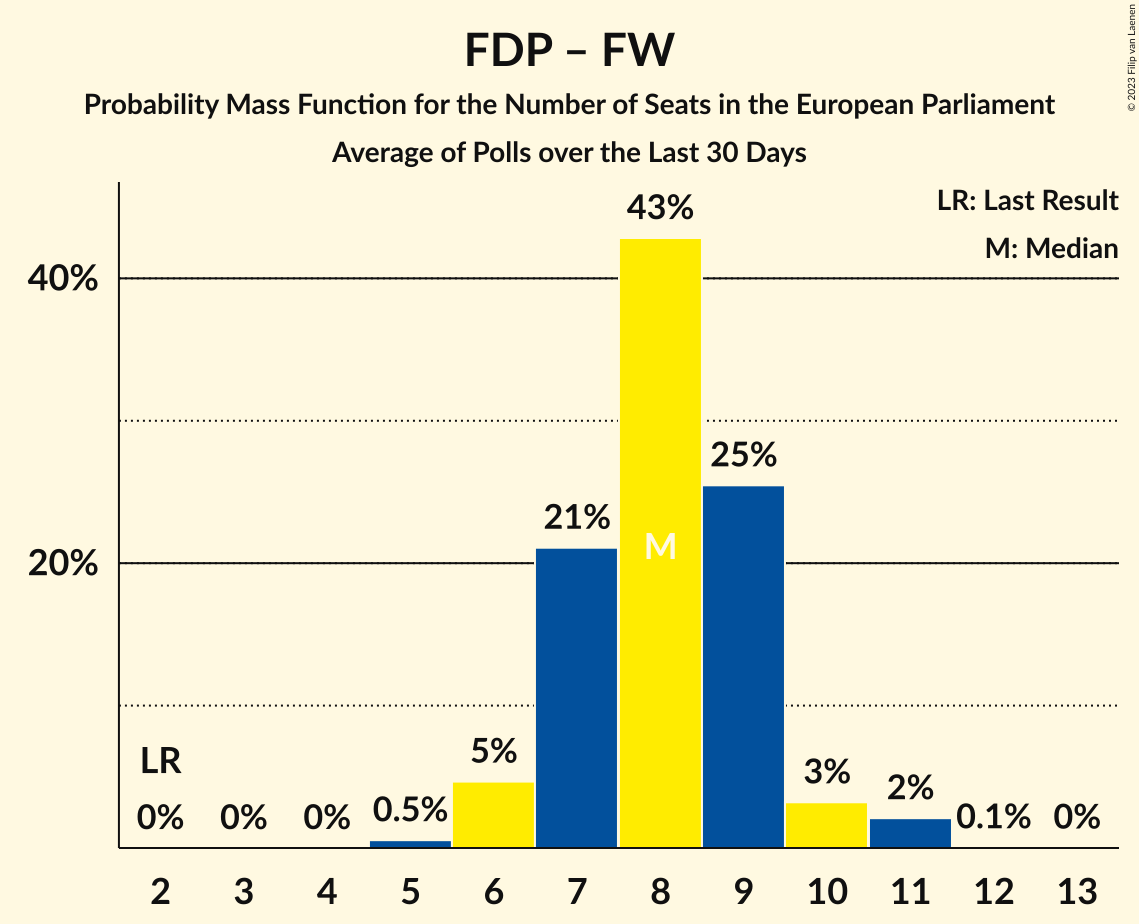 FDP – FW
Probability Mass Function for the Number of Seats in the European Parliament
Average of Polls over the Last 30 Days
© 2023 Filip van Laenen
LR: Last Result
M: Median
40%
20%
LR
0%
0%
0%
0.5%
5%
21%
43%
M
25%
3%
2%
0.1%
0%
2 3 4 5 6 7 8 9 10 11 12 13